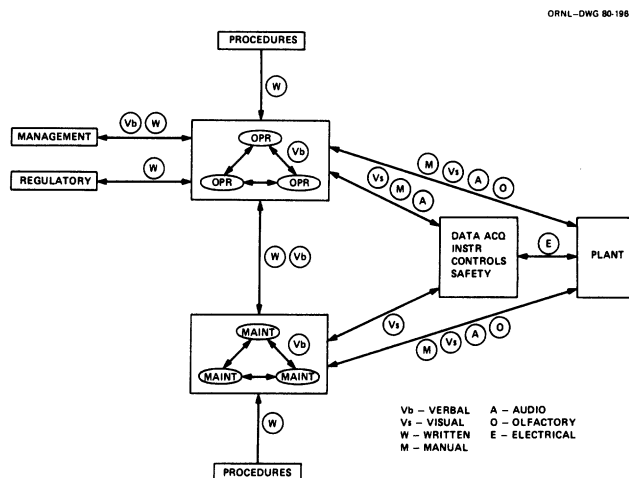 ORNL–DWG 80-196
PROCEDURES
W
Vb W
MANAGEMENT
OPR
Vb
REGULATORY
W
OPR OPR
M Vs A O
Vs M A
DATA ACQ
INSTR
CONTROLS
SAFETY
E
PLANT
W Vb
Vs
MAINT
Vb
MAINT MAINT
M Vs A O
Vb – VERBAL A – AUDIO
Vs – VISUAL O – OLFACTORY
W – WRITTEN E – ELECTRICAL
M – MANUAL
W
PROCEDURES